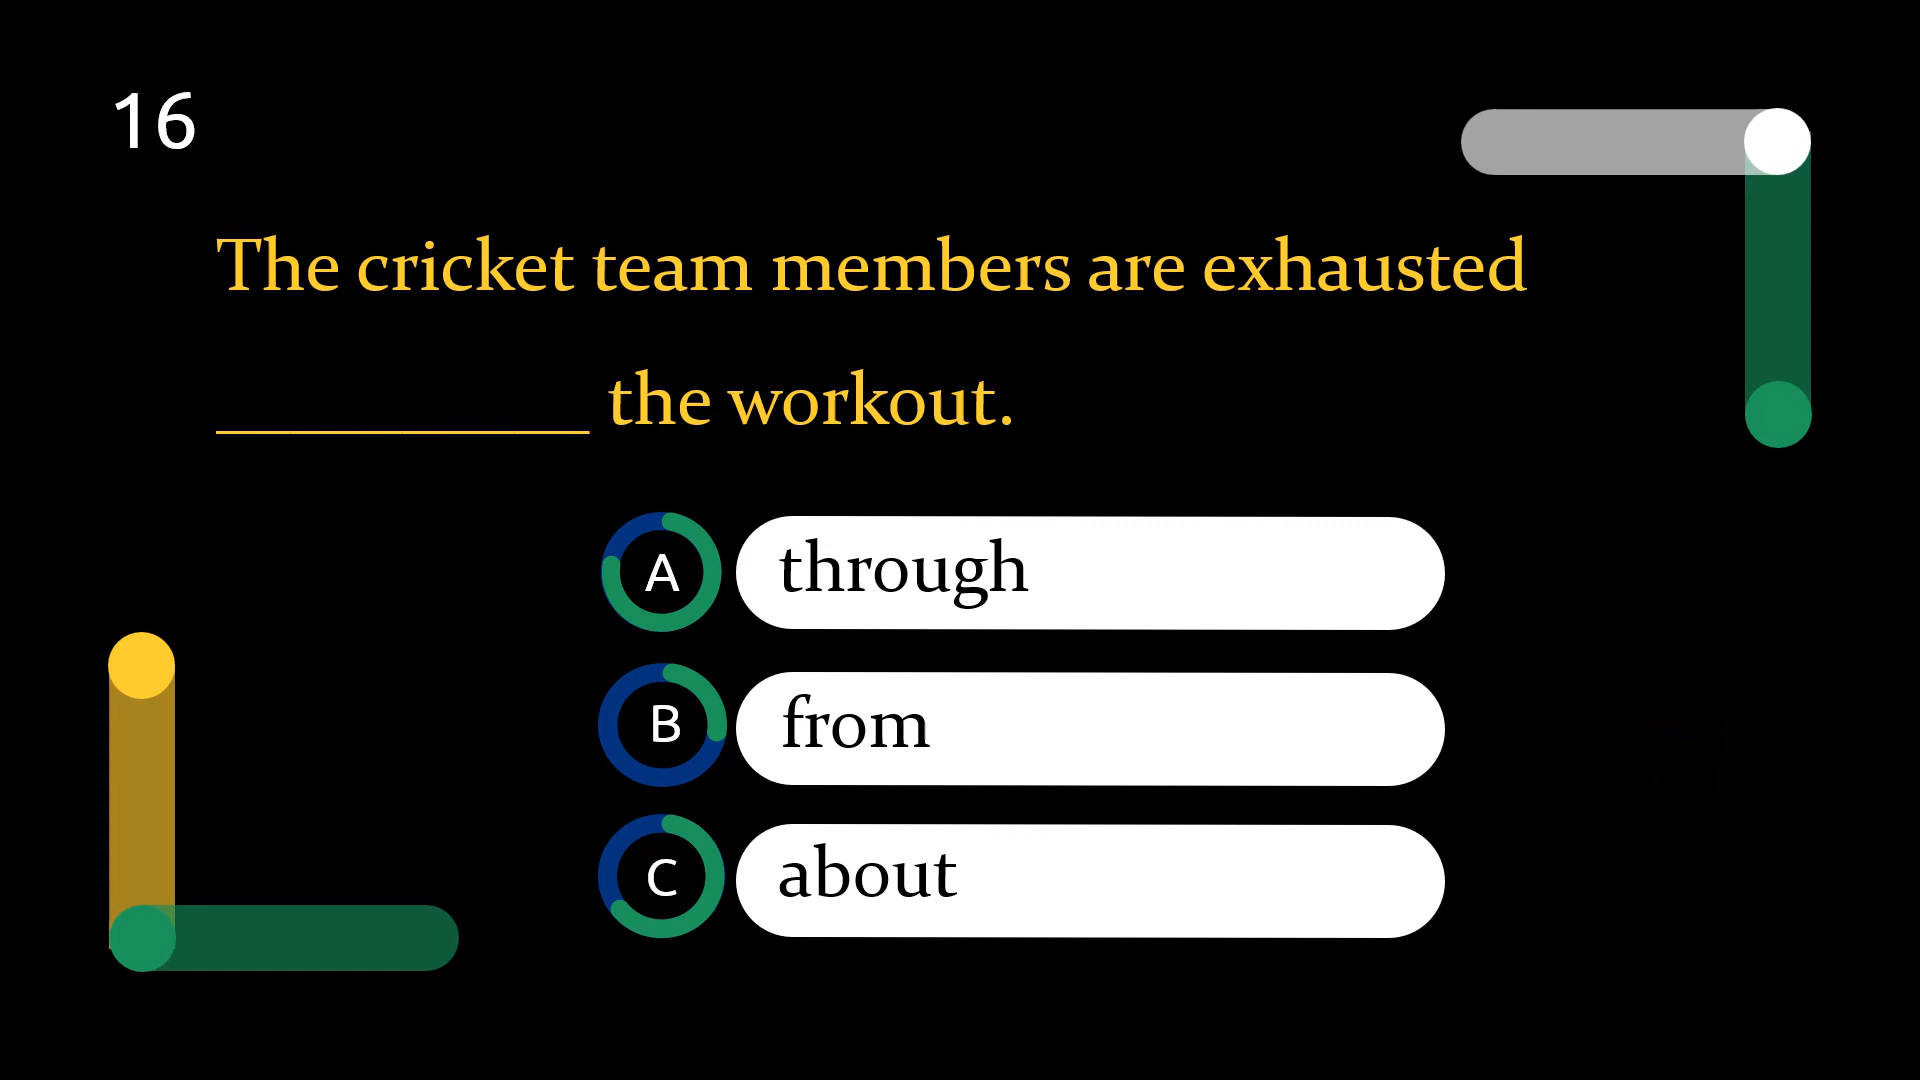 16
The cricket team members are exhausted
__________ the workout.
A through
B from
C about